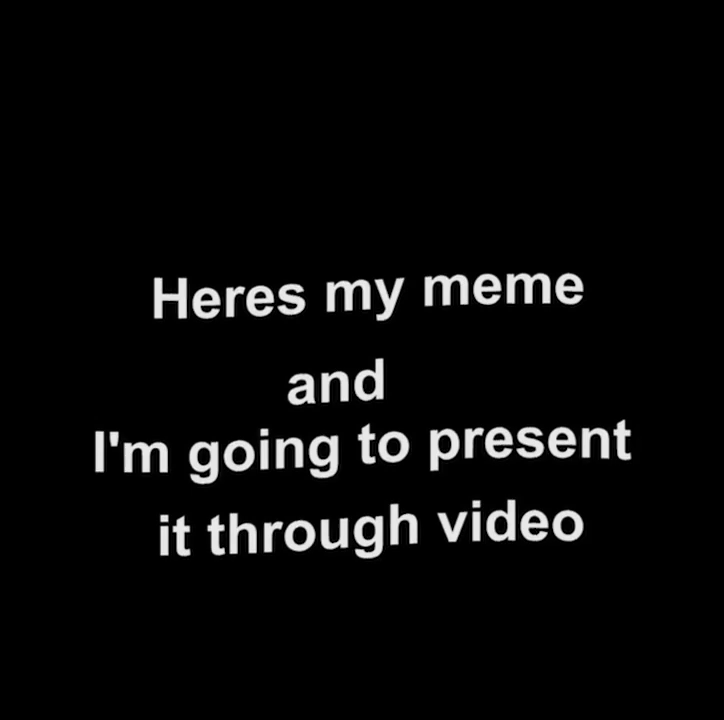 Heres my meme
and
I'm going to present
it through video